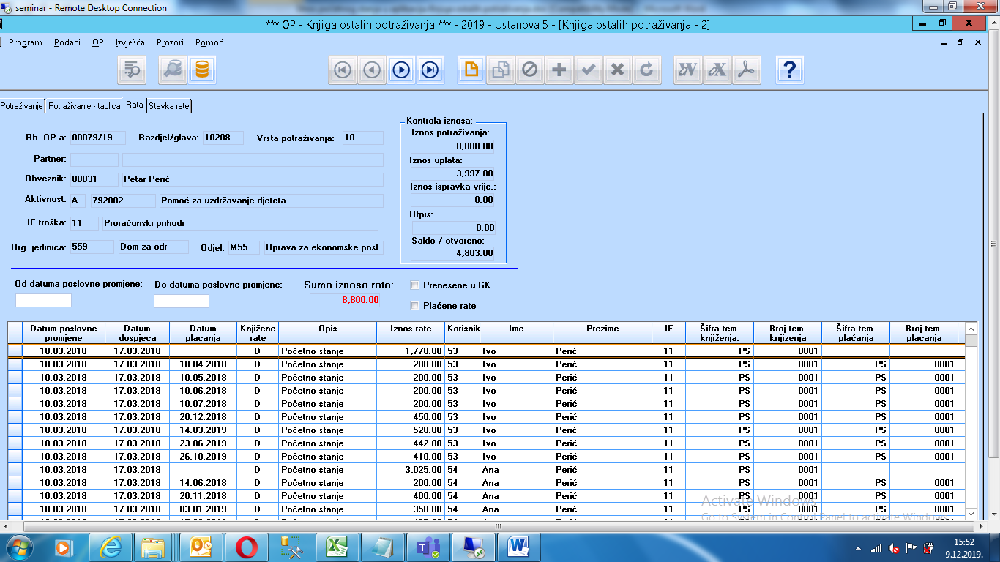 seminar - Remote Desktop Connection
*** OP - Knjiga ostalih potraživanja *** - 2019 - Ustanova 5 - [Knjiga ostalih potraživanja - 2]
Program Podaci OP Izvješća Prozori Pomoć
Potraživanje Potraživanje - tablica Rata Stavka rate
Rb. OP-a: 00079/19 Razdjel/glava: 10208 Vrsta potraživanja: 10
Partner:
Obveznik: 00031 Petar Perić
Aktivnost: A 792002 Pomoć za uzdržavanje djeteta
IF troška: 11 Proračunski prihodi
Org. jedinica: 559 Dom za odr Odjel: M55 Uprava za ekonomske posl.
Kontrola iznosa:
Iznos potraživanja:
8,800.00
Iznos uplata:
3,997.00
Iznos ispravka vrije.:
0.00
Otpis:
0.00
Saldo / otvoreno:
4,803.00
Od datuma poslovne promjene: Do datuma poslovne promjene: Suma iznosa rata: Prenesene u GK
8,800.00 Plaćene rate
Datum poslovne promjene Datum dospjeca Datum placanja Knjižene rate Opis Iznos rate Korisnik Ime Prezime IF Šifra tem. knjiženja. Broj tem. knjizenja Šifra tem. plaćanja Broj tem. placanja
10.03.2018 17.03.2018 D Početno stanje 1,778.00 53 Ivo Perić 11 PS 0001
10.03.2018 17.03.2018 10.04.2018 D Početno stanje 200.00 53 Ivo Perić 11 PS 0001 PS 0001
10.03.2018 17.03.2018 10.05.2018 D Početno stanje 200.00 53 Ivo Perić 11 PS 0001 PS 0001
10.03.2018 17.03.2018 10.06.2018 D Početno stanje 200.00 53 Ivo Perić 11 PS 0001 PS 0001
10.03.2018 17.03.2018 10.07.2018 D Početno stanje 200.00 53 Ivo Perić 11 PS 0001 PS 0001
10.03.2018 17.03.2018 20.12.2018 D Početno stanje 450.00 53 Ivo Perić 11 PS 0001 PS 0001
10.03.2018 17.03.2018 14.03.2019 D Početno stanje 520.00 53 Ivo Perić 11 PS 0001 PS 0001
10.03.2018 17.03.2018 23.06.2019 D Početno stanje 442.00 53 Ivo Perić 11 PS 0001 PS 0001
10.03.2018 17.03.2018 26.10.2019 D Početno stanje 410.00 53 Ivo Perić 11 PS 0001 PS 0001
10.03.2018 17.03.2018 D Početno stanje 3,025.00 54 Ana Perić 11 PS 0001
10.03.2018 17.03.2018 14.06.2018 D Početno stanje 200.00 54 Ana Perić 11 PS 0001 PS 0001
10.03.2018 17.03.2018 20.11.2018 D Početno stanje 400.00 54 Ana Perić 11 PS 0001 PS 0001
10.03.2018 17.03.2018 03.01.2019 D Početno stanje 350.00 54 Ana Perić 11 PS 0001 PS 0001
Activate Windows
Go to System in Control Panel to activate Windows.
15:52
9.12.2019.